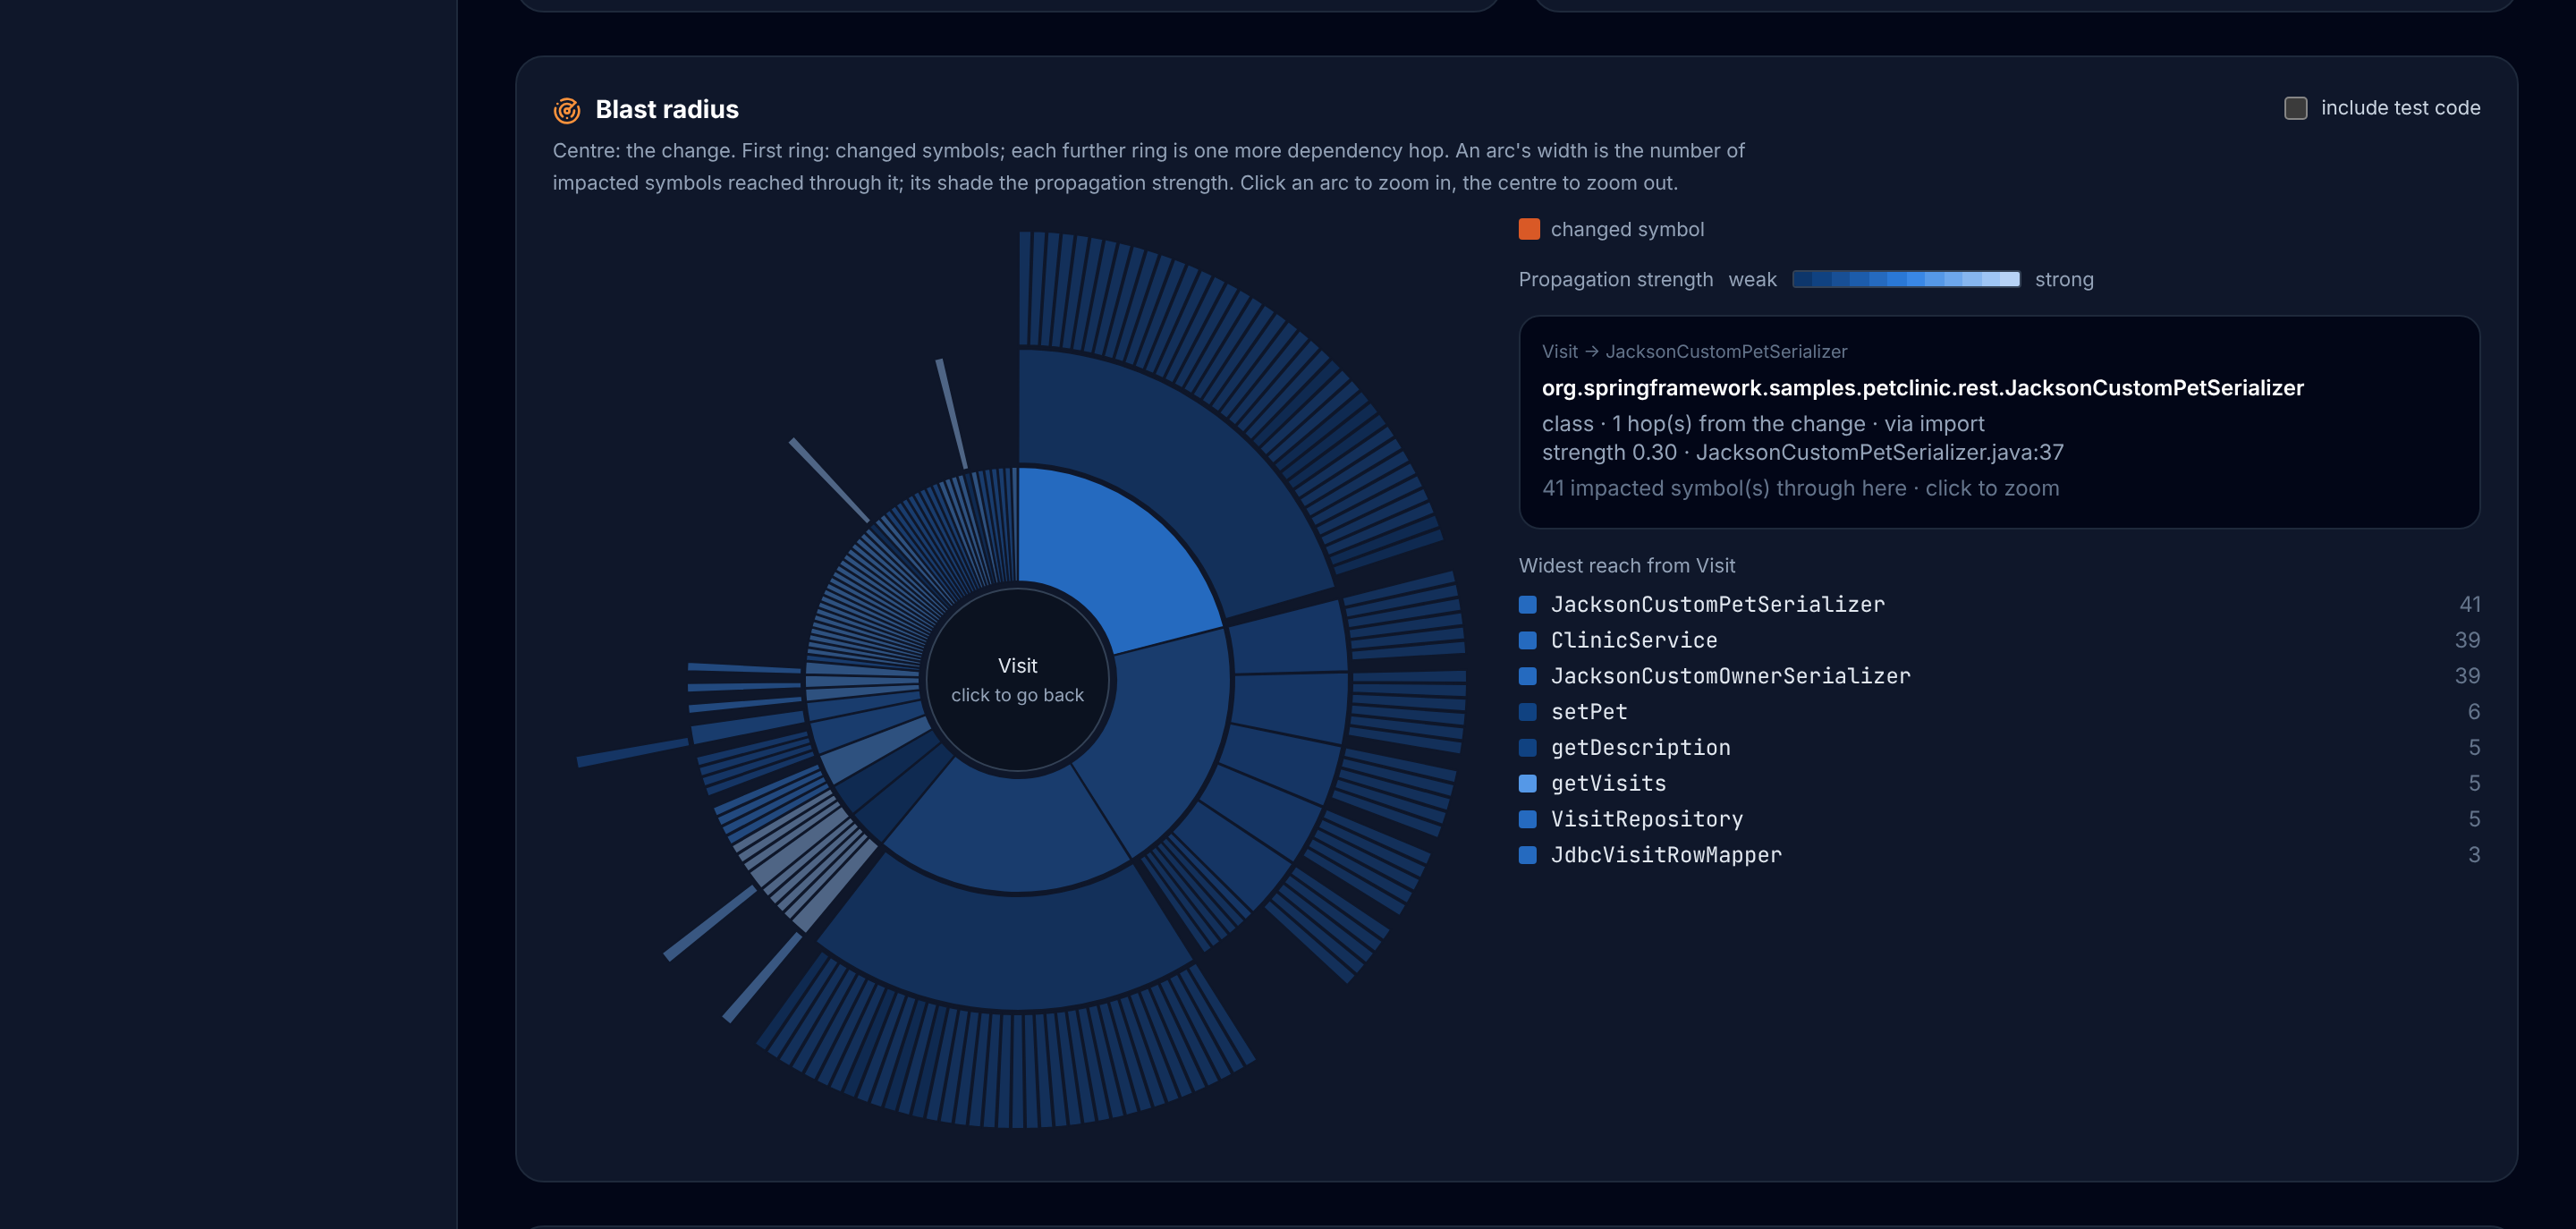 Blast radius
include test code
Centre: the change. First ring: changed symbols; each further ring is one more dependency hop. An arc's width is the number of
impacted symbols reached through it; its shade the propagation strength. Click an arc to zoom in, the centre to zoom out.
changed symbol
Propagation strength weak strong
Visit → JacksonCustomPetSerializer
org.springframework.samples.petclinic.rest.JacksonCustomPetSerializer
class · 1 hop(s) from the change · via import
strength 0.30 · JacksonCustomPetSerializer.java:37
41 impacted symbol(s) through here · click to zoom
Visit
click to go back
Widest reach from Visit
JacksonCustomPetSerializer 41
ClinicService 39
JacksonCustomOwnerSerializer 39
setPet 6
getDescription 5
getVisits 5
VisitRepository 5
JdbcVisitRowMapper 3